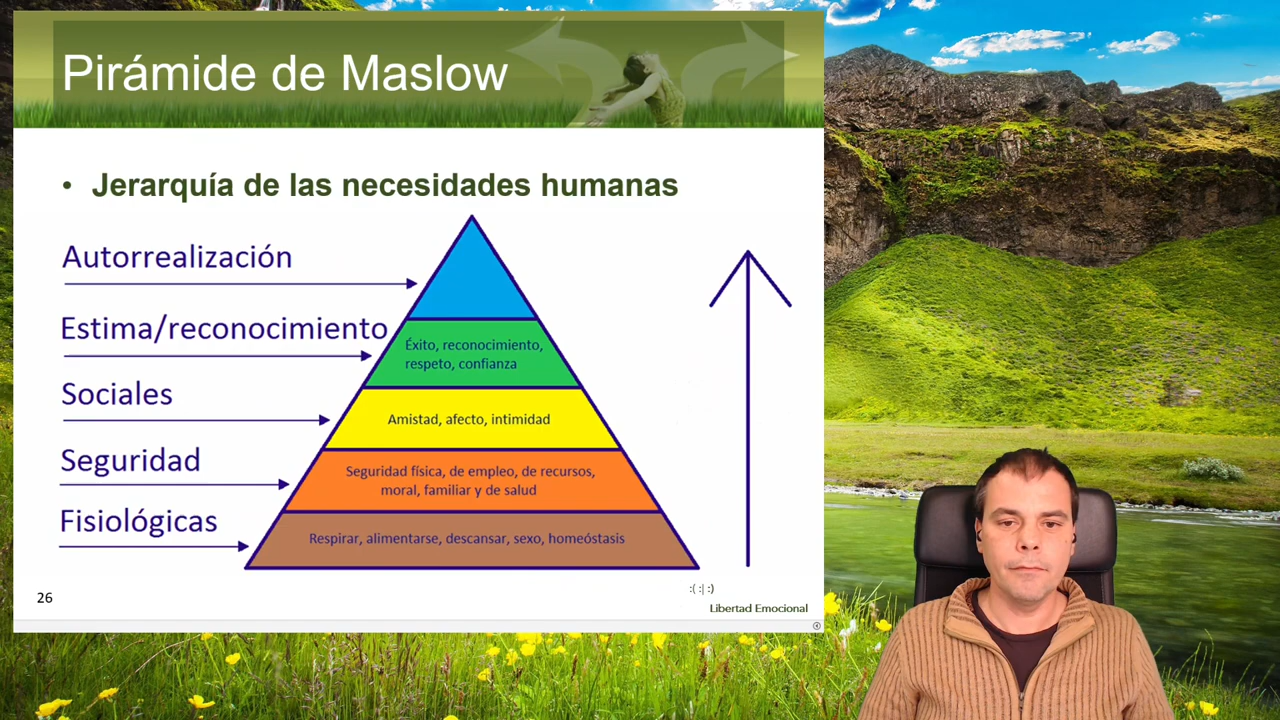 Pirámide de Maslow
• Jerarquía de las necesidades humanas
Autorrealización
Estima/reconocimiento
Éxito, reconocimiento,
respeto, confianza
Sociales
Amistad, afecto, intimidad
Seguridad
Seguridad física, de empleo, de recursos,
moral, familiar y de salud
Fisiológicas
Respirar, alimentarse, descansar, sexo, homeóstasis
26
:( :| :)
Libertad Emocional